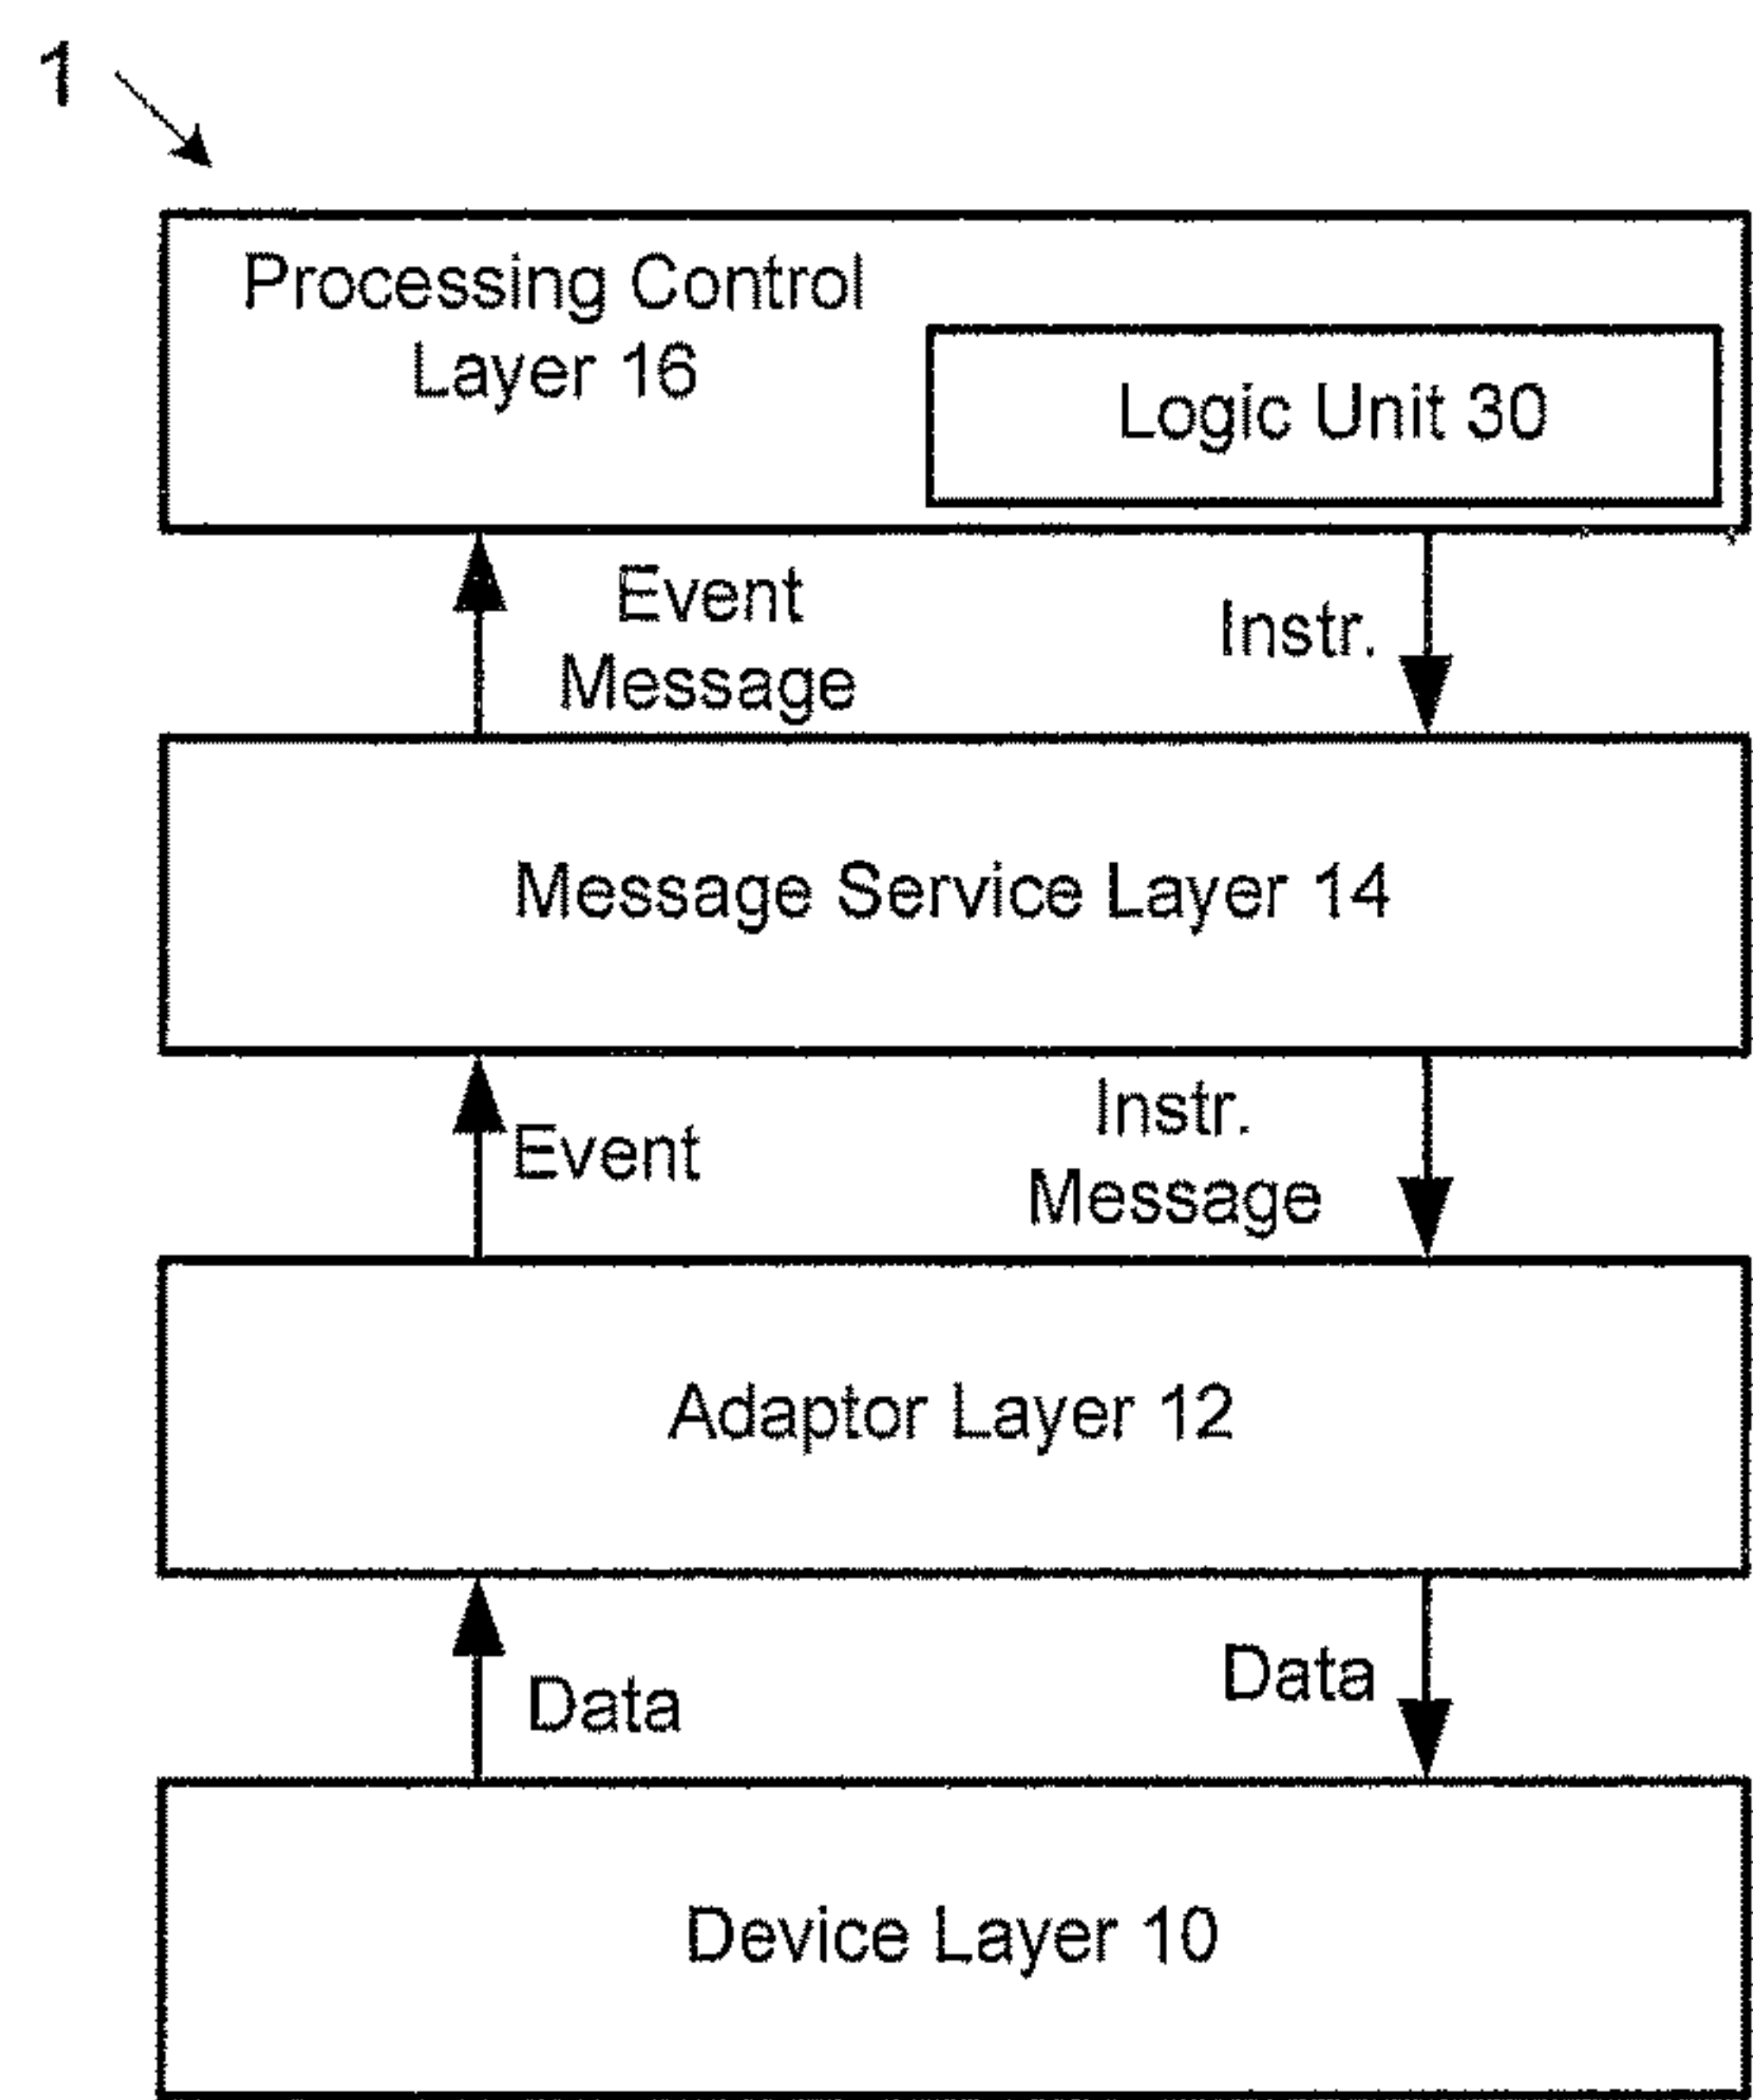 1
Processing Control
Layer 16
Logic Unit 30
Event
Message
Instr.
Message Service Layer 14
Event
Instr.
Message
Adaptor Layer 12
Data
Data
Device Layer 10